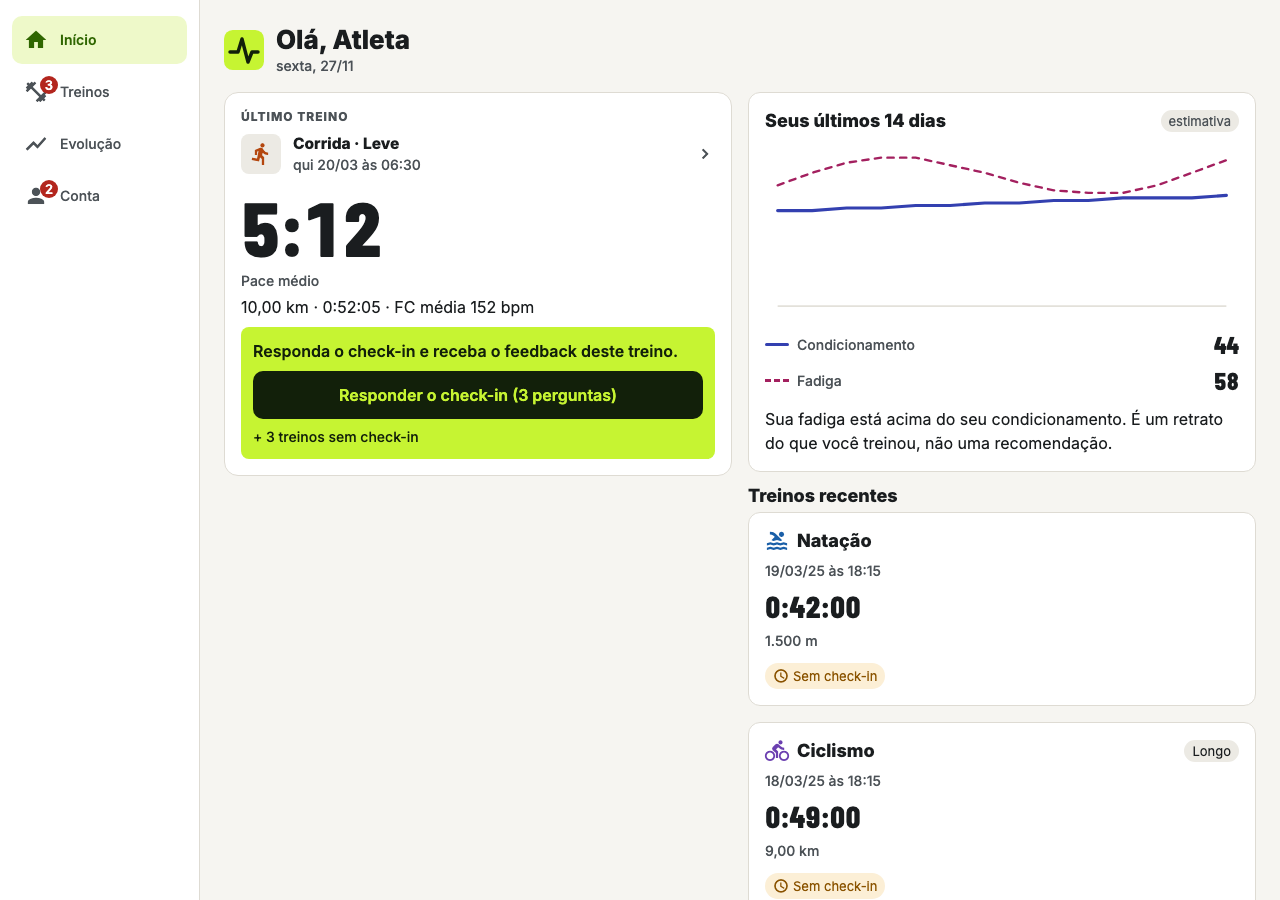 Início
3
Treinos
Evolução
2
Conta
Olá, Atleta
sexta, 27/11
ÚLTIMO TREINO
Corrida · Leve
qui 20/03 às 06:30
5:12
Pace médio
10,00 km · 0:52:05 · FC média 152 bpm
Responda o check-in e receba o feedback deste treino.
Responder o check-in (3 perguntas)
+ 3 treinos sem check-in
Seus últimos 14 dias
estimativa
Condicionamento
44
Fadiga
58
Sua fadiga está acima do seu condicionamento. É um retrato
do que você treinou, não uma recomendação.
Treinos recentes
Natação
19/03/25 às 18:15
0:42:00
1.500 m
Sem check-in
Ciclismo
Longo
18/03/25 às 18:15
0:49:00
9,00 km
Sem check-in